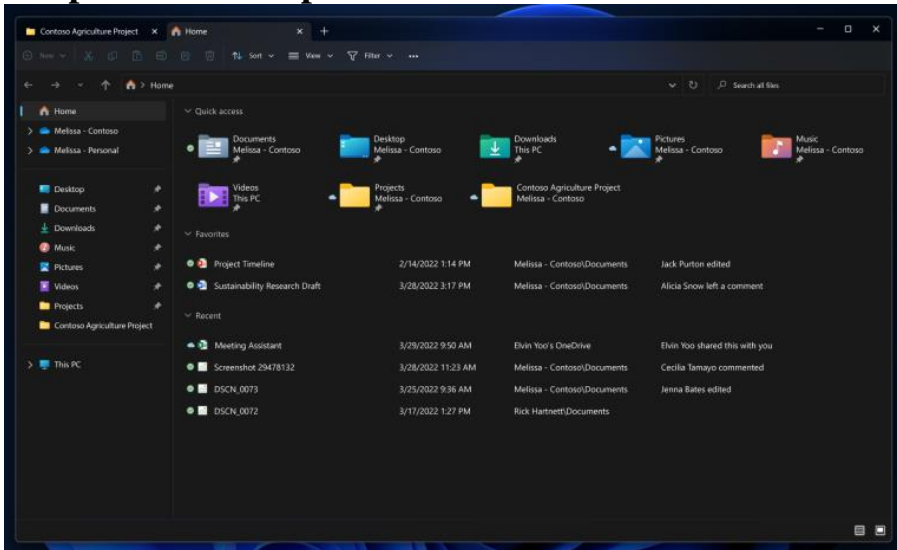 Contoso Agriculture Project Home
New Sort View Filter
Home Search all files
Home
Melissa - Contoso
Melissa - Personal
Desktop
Documents
Downloads
Music
Pictures
Videos
Projects
Contoso Agriculture Project
This PC
Quick access
Documents Desktop Downloads Pictures Music
Melissa - Contoso Melissa - Contoso This PC Melissa - Contoso Melissa - Contoso
Videos Projects Contoso Agriculture Project
This PC Melissa - Contoso Melissa - Contoso
Favorites
Project Timeline 2/14/2022 1:14 PM Melissa - Contoso\Documents Jack Purton edited
Sustainability Research Draft 3/28/2022 3:17 PM Melissa - Contoso\Documents Alicia Snow left a comment
Recent
Meeting Assistant 3/29/2022 9:50 AM Elvin Yoo's OneDrive Elvin Yoo shared this with you
Screenshot 29478132 3/28/2022 11:23 AM Melissa - Contoso\Documents Cecilia Tamayo commented
DSCN_0073 3/25/2022 9:36 AM Melissa - Contoso\Documents Jenna Bates edited
DSCN_0072 3/17/2022 1:27 PM Rick Hartnett\Documents